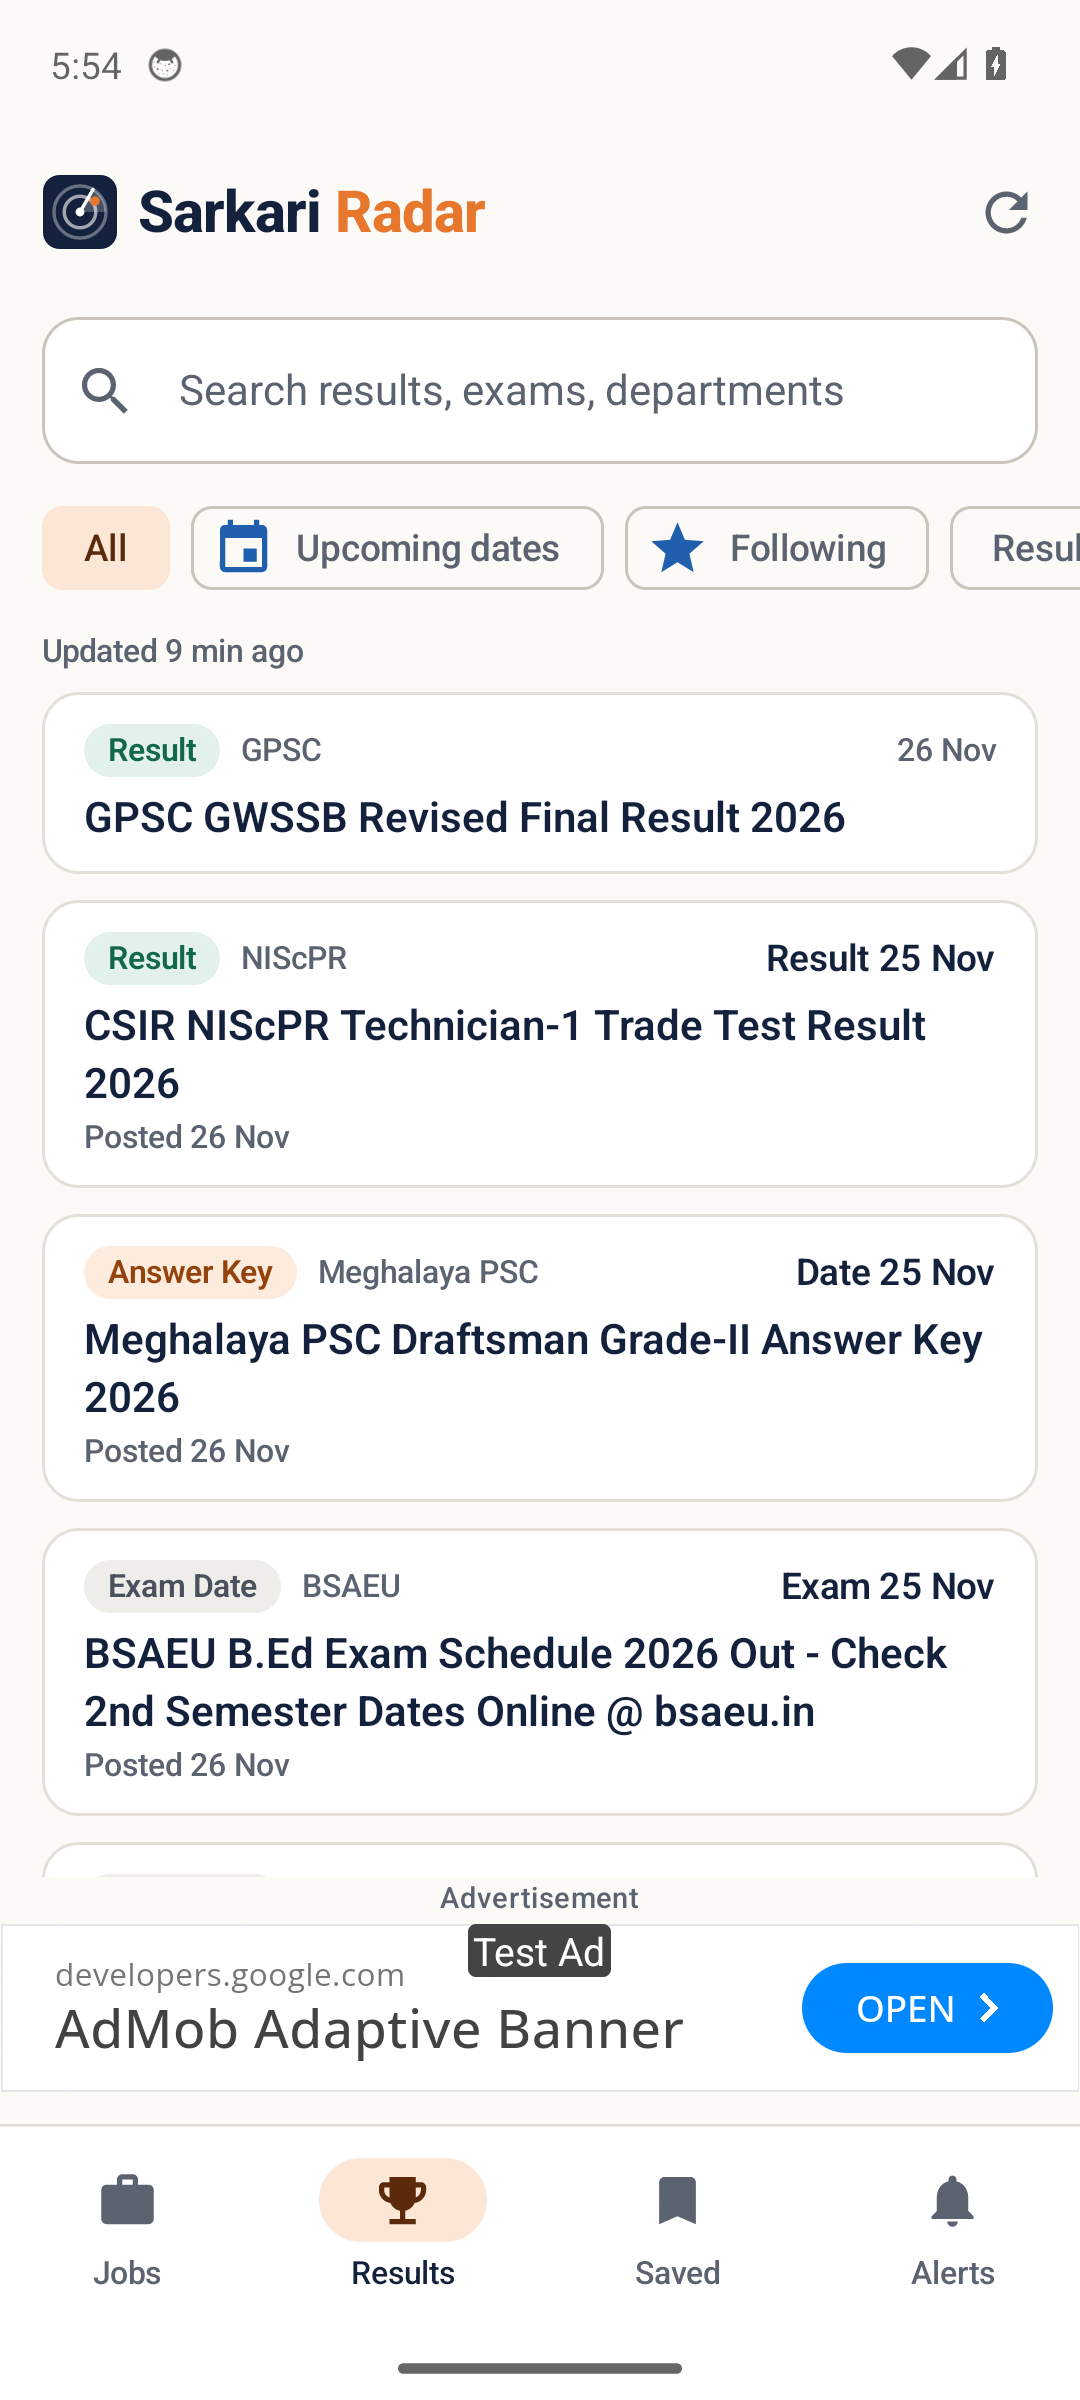 5:54
Sarkari Radar
Search results, exams, departments
All
Upcoming dates
Following
Resul
Updated 9 min ago
Result GPSC 26 Nov
GPSC GWSSB Revised Final Result 2026
Result NIScPR Result 25 Nov
CSIR NIScPR Technician-1 Trade Test Result
2026
Posted 26 Nov
Answer Key Meghalaya PSC Date 25 Nov
Meghalaya PSC Draftsman Grade-II Answer Key
2026
Posted 26 Nov
Exam Date BSAEU Exam 25 Nov
BSAEU B.Ed Exam Schedule 2026 Out - Check
2nd Semester Dates Online @ bsaeu.in
Posted 26 Nov
Advertisement
Test Ad
developers.google.com
AdMob Adaptive Banner
OPEN
Jobs
Results
Saved
Alerts